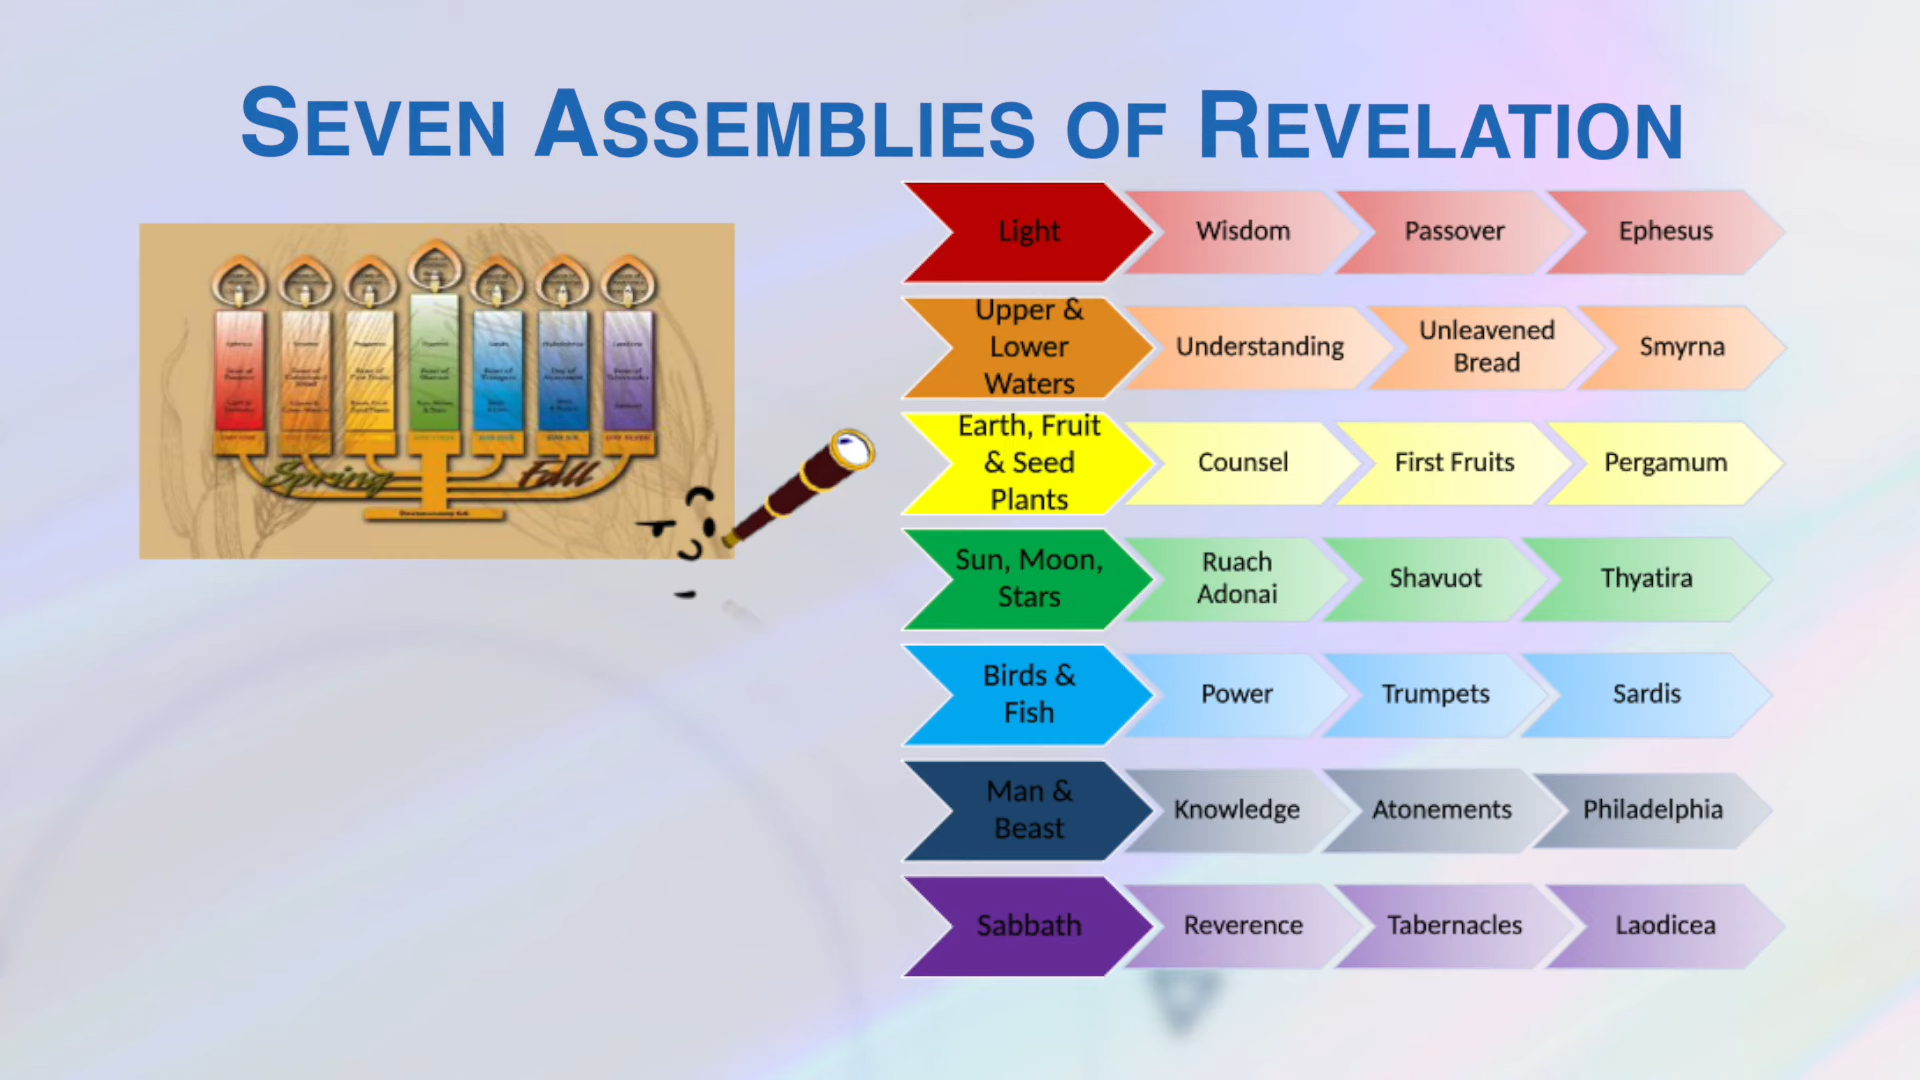 SEVEN ASSEMBLIES OF REVELATION
Spring
Fall
Light
Wisdom
Passover
Ephesus
Upper &
Lower
Waters
Understanding
Unleavened
Bread
Smyrna
Earth, Fruit
& Seed
Plants
Counsel
First Fruits
Pergamum
Sun, Moon,
Stars
Ruach
Adonai
Shavuot
Thyatira
Birds &
Fish
Power
Trumpets
Sardis
Man &
Beast
Knowledge
Atonements
Philadelphia
Sabbath
Reverence
Tabernacles
Laodicea